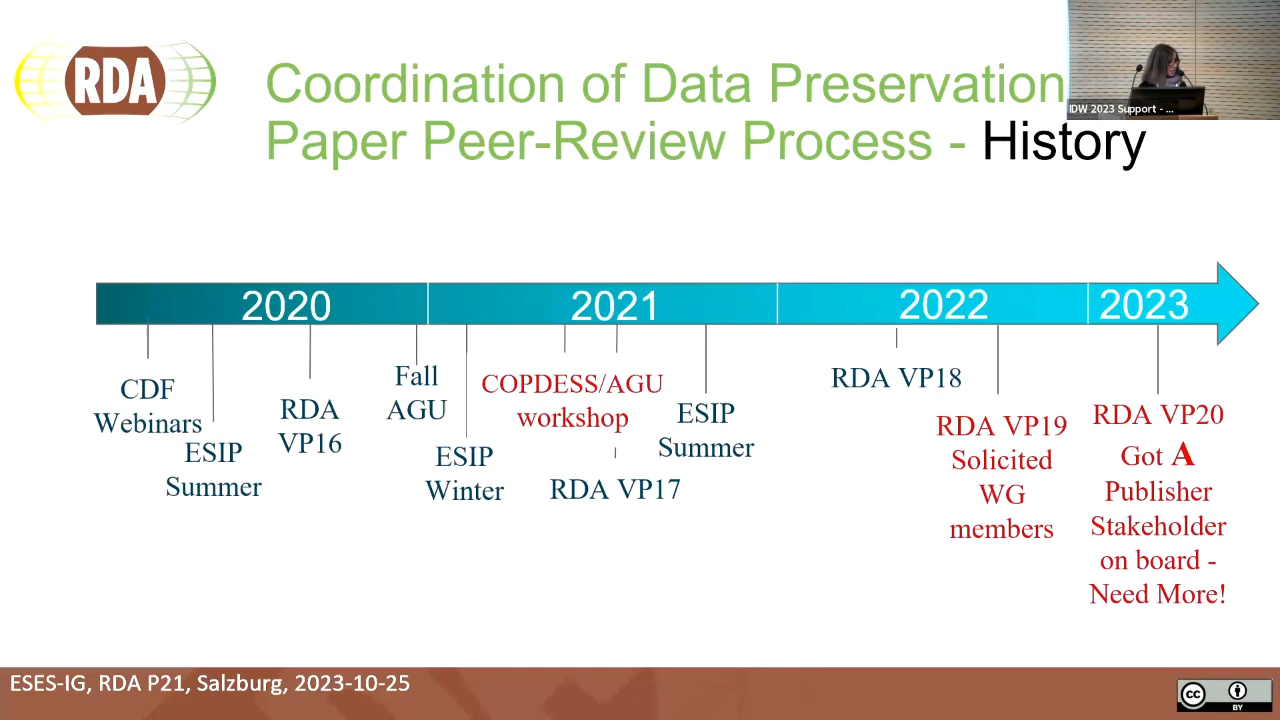 RDA
Coordination of Data Preservation
Paper Peer-Review Process - History
IDW 2023 Support - ...
2020
2021
2022
2023
CDF
Webinars
ESIP
Summer
RDA
VP16
Fall
AGU
ESIP
Winter
COPDESS/AGU
workshop
RDA VP17
ESIP
Summer
RDA VP18
RDA VP19
Solicited
WG
members
RDA VP20
Got A
Publisher
Stakeholder
on board -
Need More!
ESES-IG, RDA P21, Salzburg, 2023-10-25
cc
BY